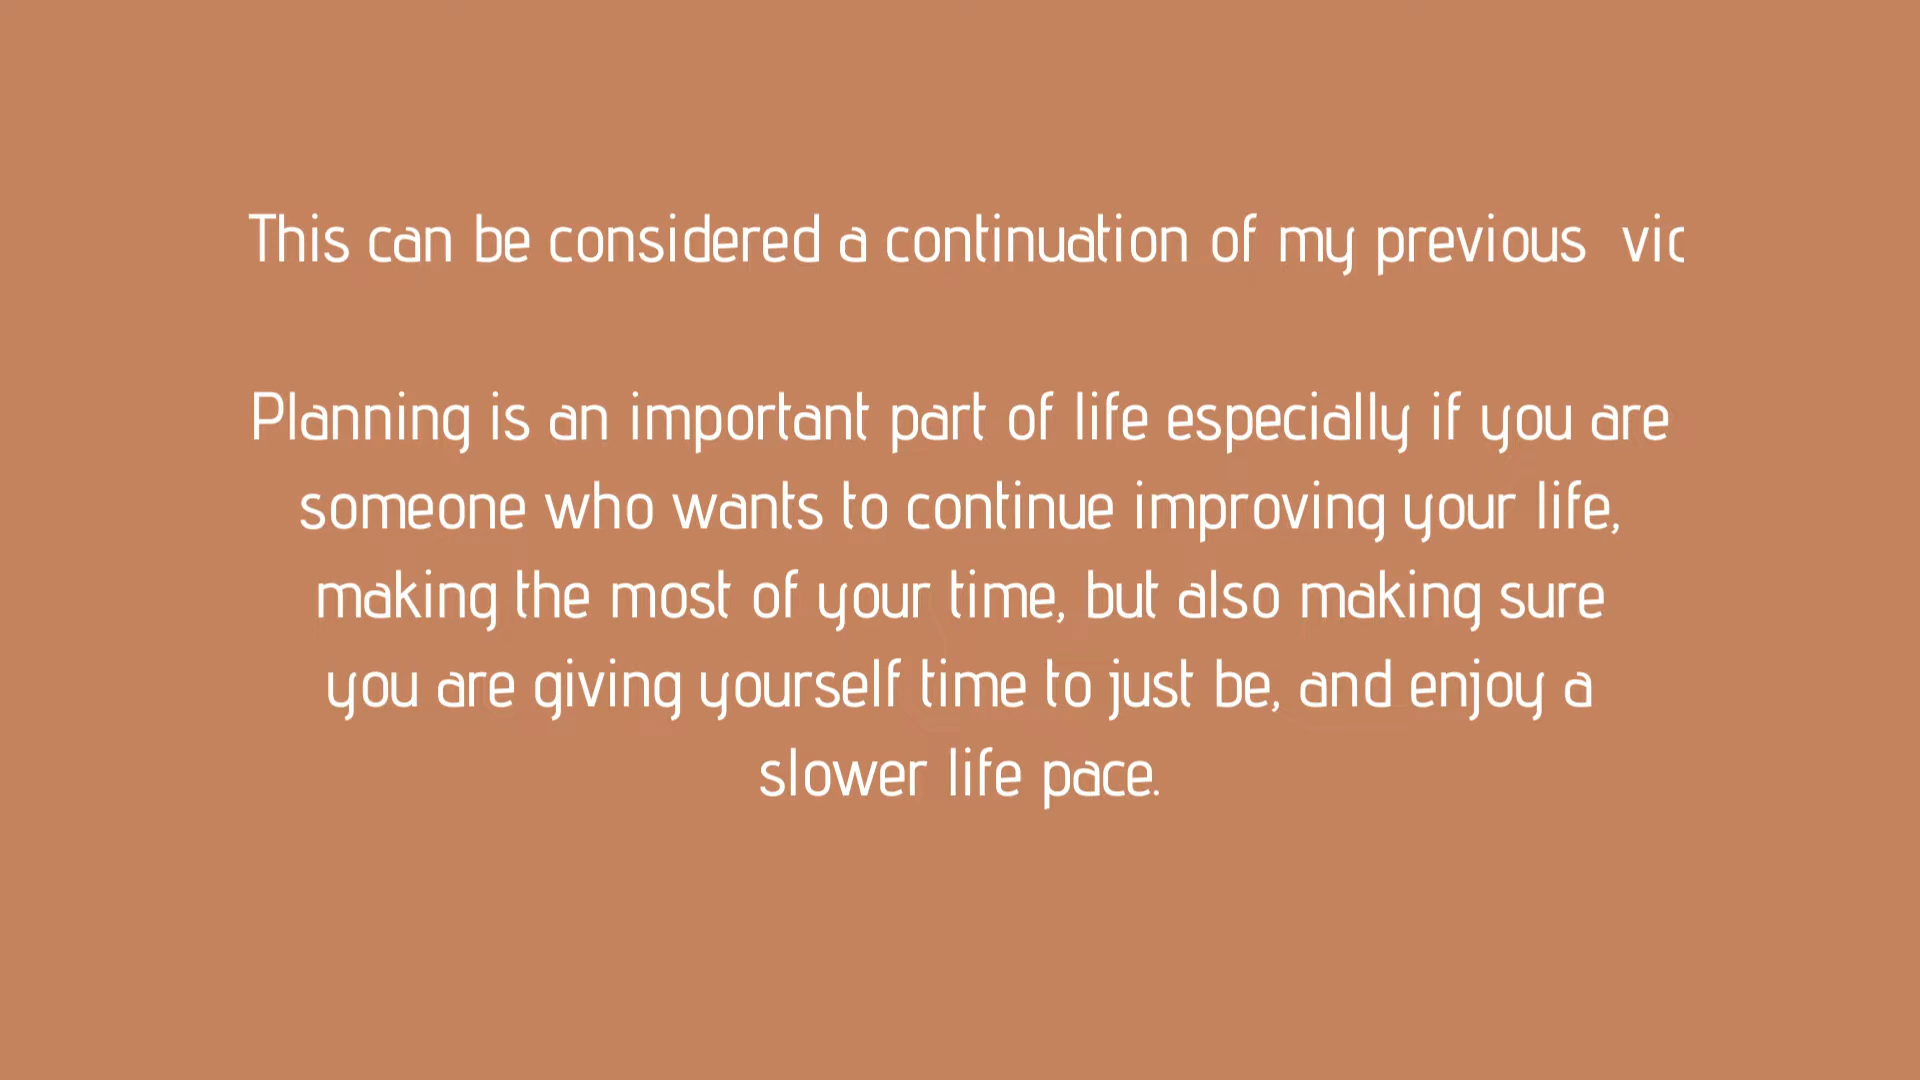 This can be considered a continuation of my previous
Planning is an important part of life especially if you are
someone who wants to continue improving your life,
making the most of your time, but also making sure
you are giving yourself time to just be, and enjoy a
slower life pace.